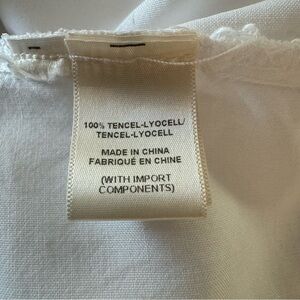 100% TENCEL-LYOCELL/
TENCEL-LYOCELL
MADE IN CHINA
FABRIQUÉ EN CHINE
(WITH IMPORT
COMPONENTS)